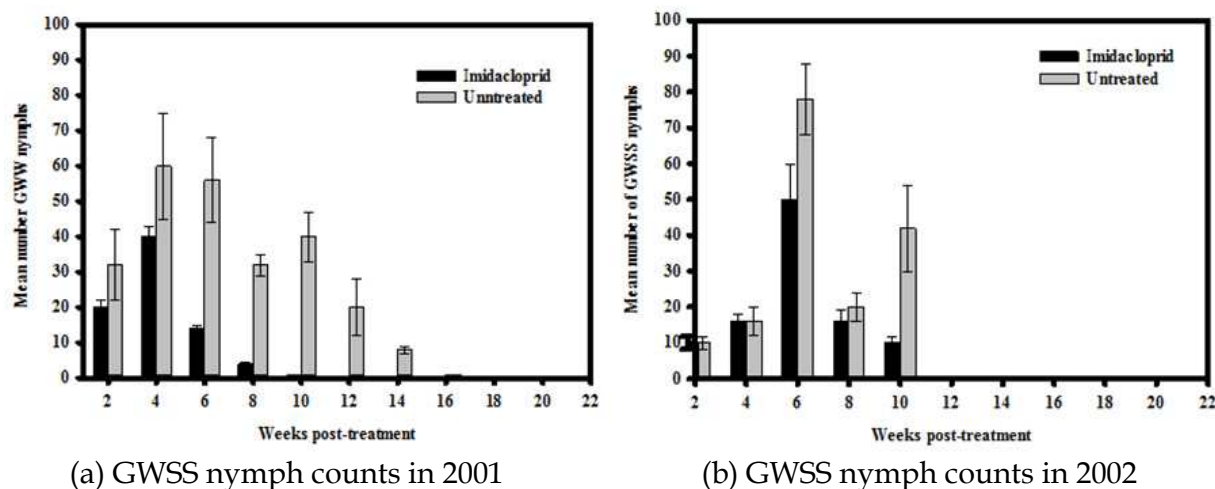 100
90
80
70
60
50
40
30
20
10
0
Mean number GWW nymphs
Imidacloprid
Unntreated
2 4 6 8 10 12 14 16 18 20 22
Weeks post-treatment
(a) GWSS nymph counts in 2001
100
90
80
70
60
50
40
30
20
10
0
Mean number of GWSS nymphs
Imidacloprid
Untreated
2 4 6 8 10 12 14 16 18 20 22
Weeks post-treatment
(b) GWSS nymph counts in 2002